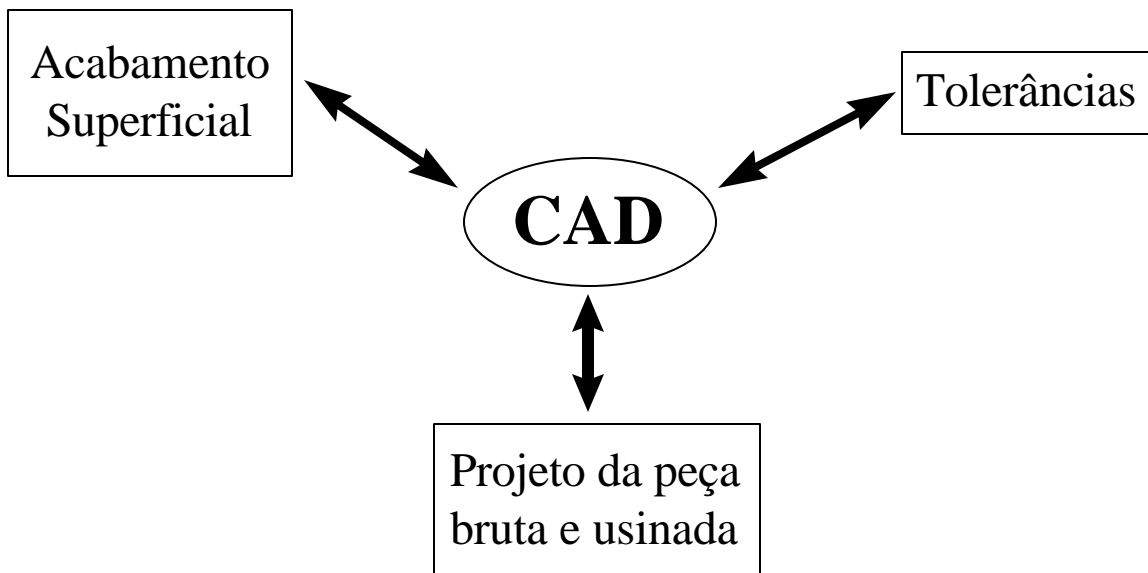 Acabamento
Superficial
Tolerâncias
CAD
Projeto da peça
bruta e usinada